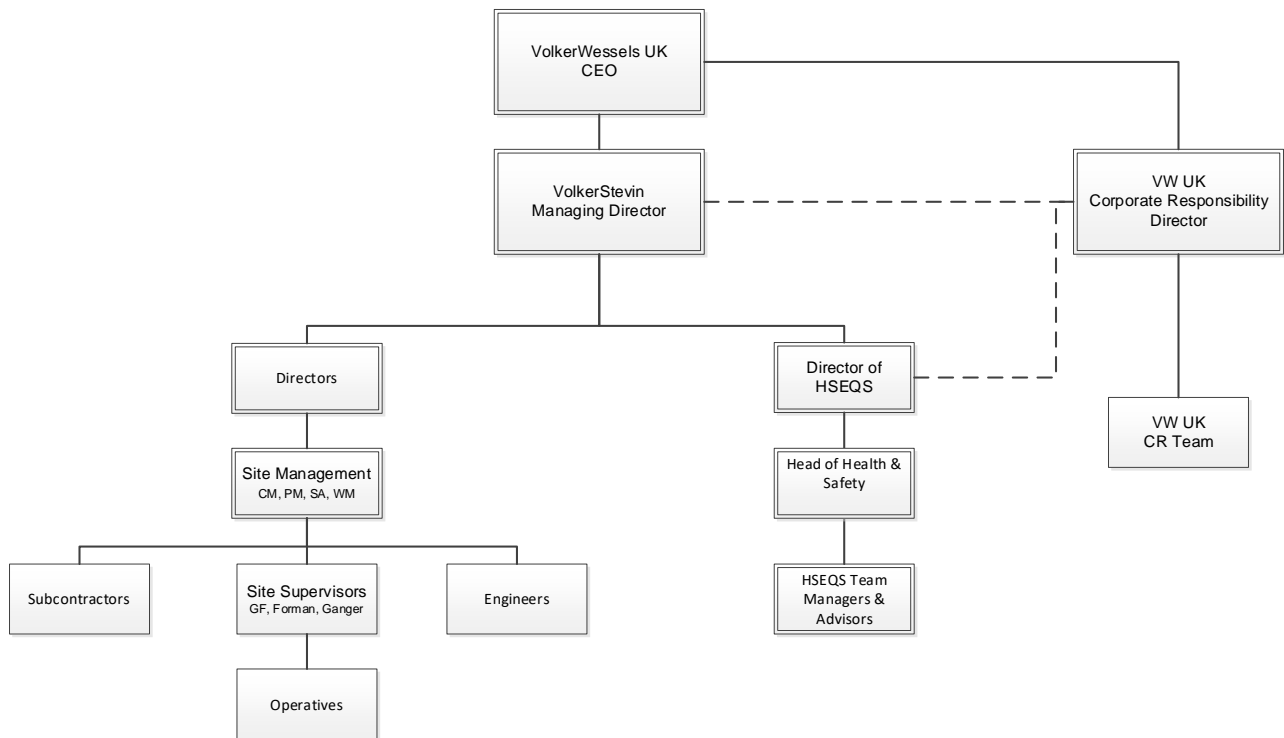 VolkerWessels UK
CEO
VolkerStevin
Managing Director
VW UK
Corporate Responsibility
Director
Directors
Director of
HSEQS
VW UK
CR Team
Site Management
CM, PM, SA, WM
Head of Health &
Safety
Subcontractors
Site Supervisors
GF, Forman, Ganger
Engineers
HSEQS Team
Managers &
Advisors
Operatives